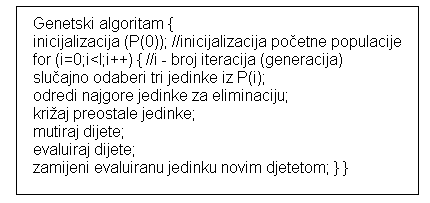 Genetski algoritam {
inicijalizacija (P(0)); //inicijalizacija početne populacije
for (i=0;i<I;i++) { //i - broj iteracija (generacija)
slučajno odaberi tri jedinke iz P(i);
odredi najgore jedinke za eliminaciju;
križaj preostale jedinke;
mutiraj dijete;
evaluiraj dijete;
zamijeni evaluiranu jedinku novim djetetom; } }